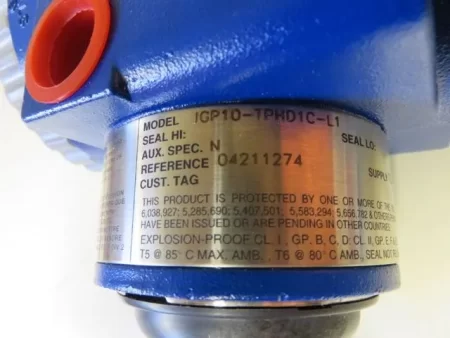 MODEL IGP10-TPHD1C-L1
SEAL HI: SEAL LO:
AUX. SPEC. N
REFERENCE 04211274 SUPPLY
CUST. TAG
THIS PRODUCT IS PROTECTED BY ONE OR MORE OF THE
6,038,927; 5,285,690; 5,407,501; 5,583,294; 5,656,782 &
HAVE BEEN ISSUED OR ARE PENDING IN OTHER COUNTRIES
EXPLOSION-PROOF CL. I, GP. B, C, D; CL. II, GP. E, F
T5 @ 85° C MAX. AMB., T6 @ 80° C AMB., SEAL NOT